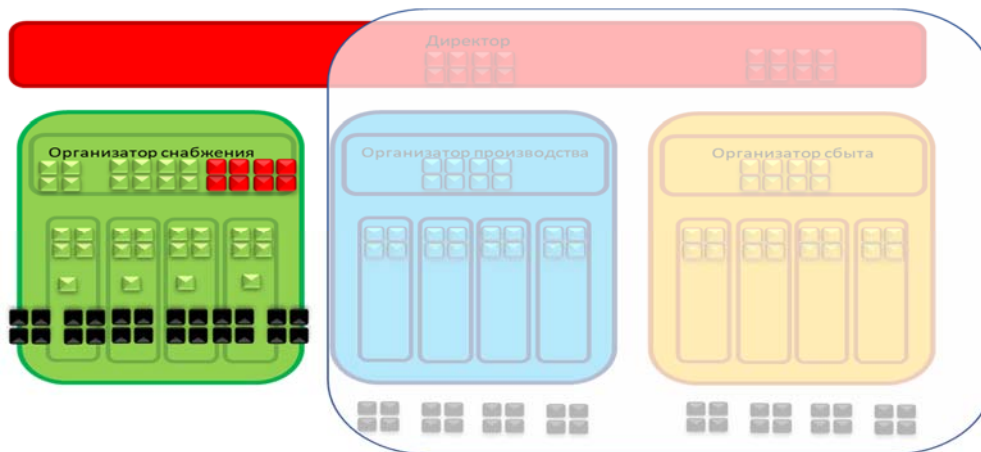 Директор
Организатор снабжения
Организатор производства
Организатор сбыта